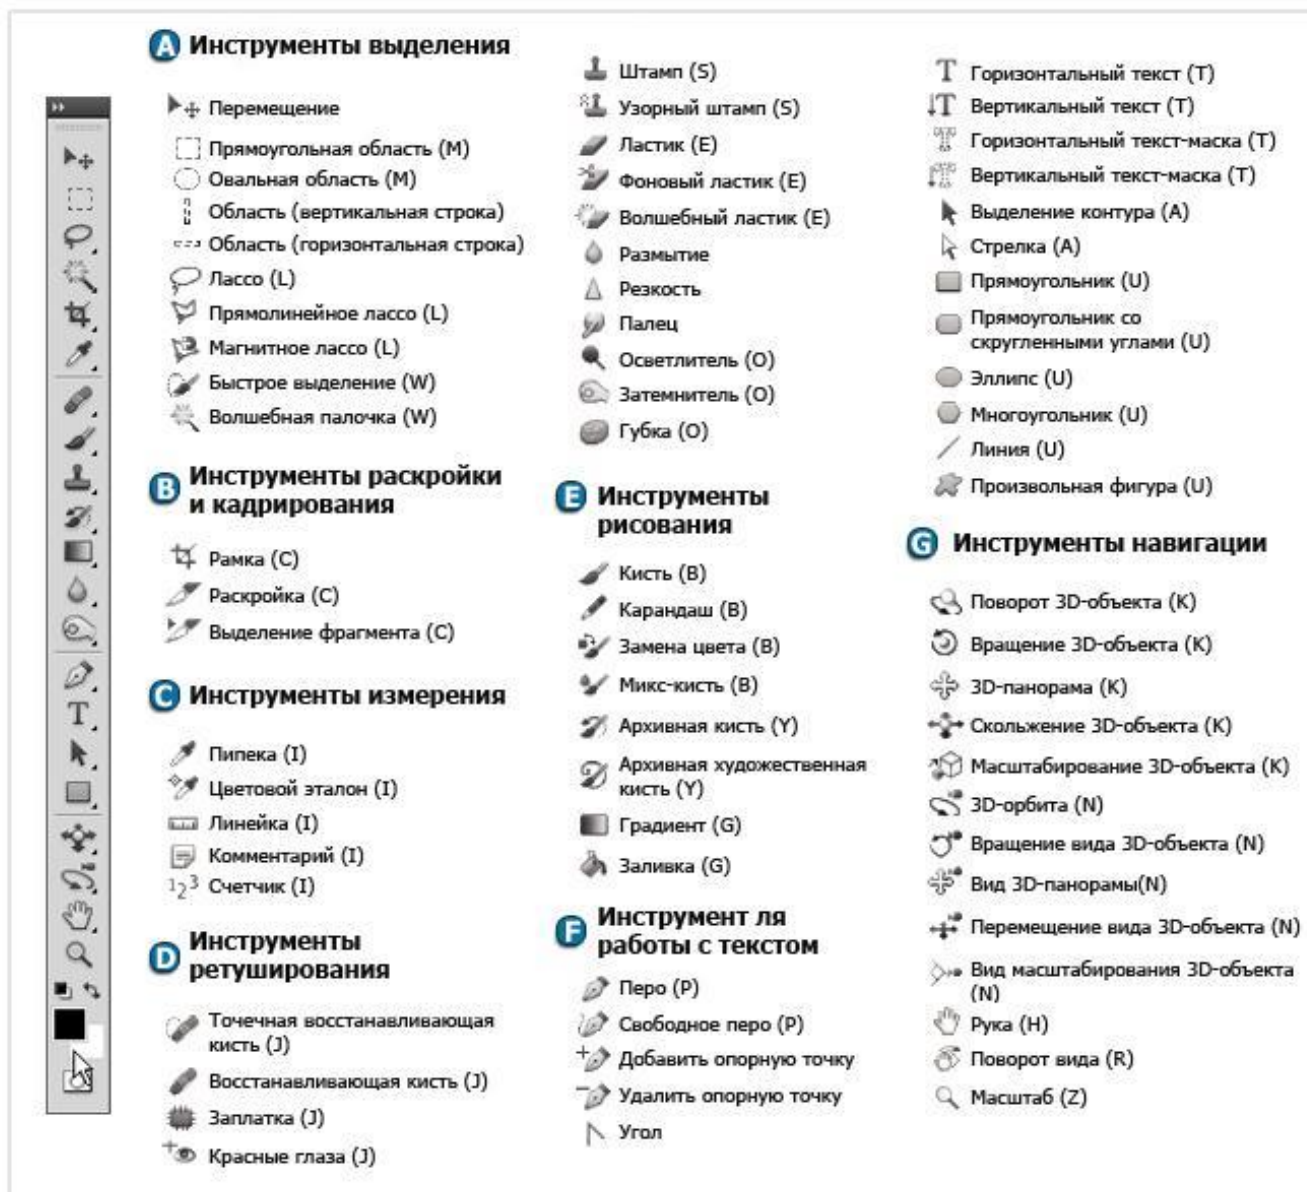 A Инструменты выделения
Перемещение
Прямоугольная область (M)
Овальная область (M)
Область (вертикальная строка)
Область (горизонтальная строка)
Лассо (L)
Прямолинейное лассо (L)
Магнитное лассо (L)
Быстрое выделение (W)
Волшебная палочка (W)
B Инструменты раскройки
и кадрирования
Рамка (C)
Раскройка (C)
Выделение фрагмента (C)
C Инструменты измерения
Пипека (I)
Цветовой эталон (I)
Линейка (I)
Комментарий (I)
Счетчик (I)
D Инструменты
ретуширования
Точечная восстанавливающая
кисть (J)
Восстанавливающая кисть (J)
Заплатка (J)
Красные глаза (J)
Штамп (S)
Узорный штамп (S)
Ластик (E)
Фоновый ластик (E)
Волшебный ластик (E)
Размытие
Резкость
Палец
Осветлитель (O)
Затемнитель (O)
Губка (O)
E Инструменты
рисования
Кисть (B)
Карандаш (B)
Замена цвета (B)
Микс-кисть (B)
Архивная кисть (Y)
Архивная художественная
кисть (Y)
Градиент (G)
Заливка (G)
F Инструмент ля
работы с текстом
Перо (P)
Свободное перо (P)
Добавить опорную точку
Удалить опорную точку
Угол
Горизонтальный текст (T)
Вертикальный текст (T)
Горизонтальный текст-маска (T)
Вертикальный текст-маска (T)
Выделение контура (A)
Стрелка (A)
Прямоугольник (U)
Прямоугольник со
скругленными углами (U)
Эллипс (U)
Многоугольник (U)
Линия (U)
Произвольная фигура (U)
G Инструменты навигации
Поворот 3D-объекта (K)
Вращение 3D-объекта (K)
3D-панорама (K)
Скольжение 3D-объекта (K)
Масштабирование 3D-объекта (K)
3D-орбита (N)
Вращение вида 3D-объекта (N)
Вид 3D-панорамы(N)
Перемещение вида 3D-объекта (N)
Вид масштабирования 3D-объекта
(N)
Рука (H)
Поворот вида (R)
Масштаб (Z)